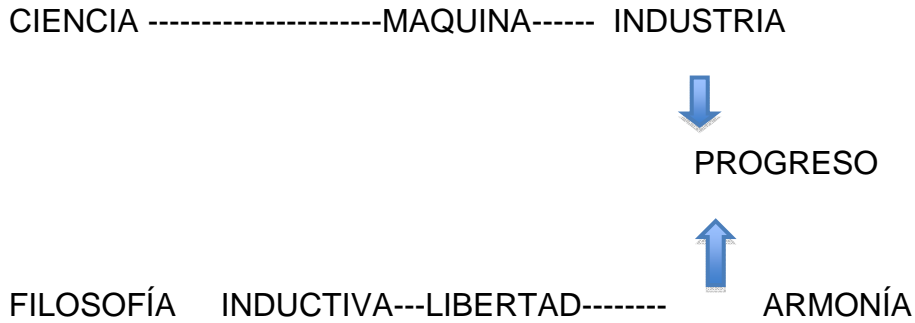 CIENCIA ----------------------MAQUINA------ INDUSTRIA
PROGRESO
FILOSOFÍA INDUCTIVA---LIBERTAD-------- ARMONÍA